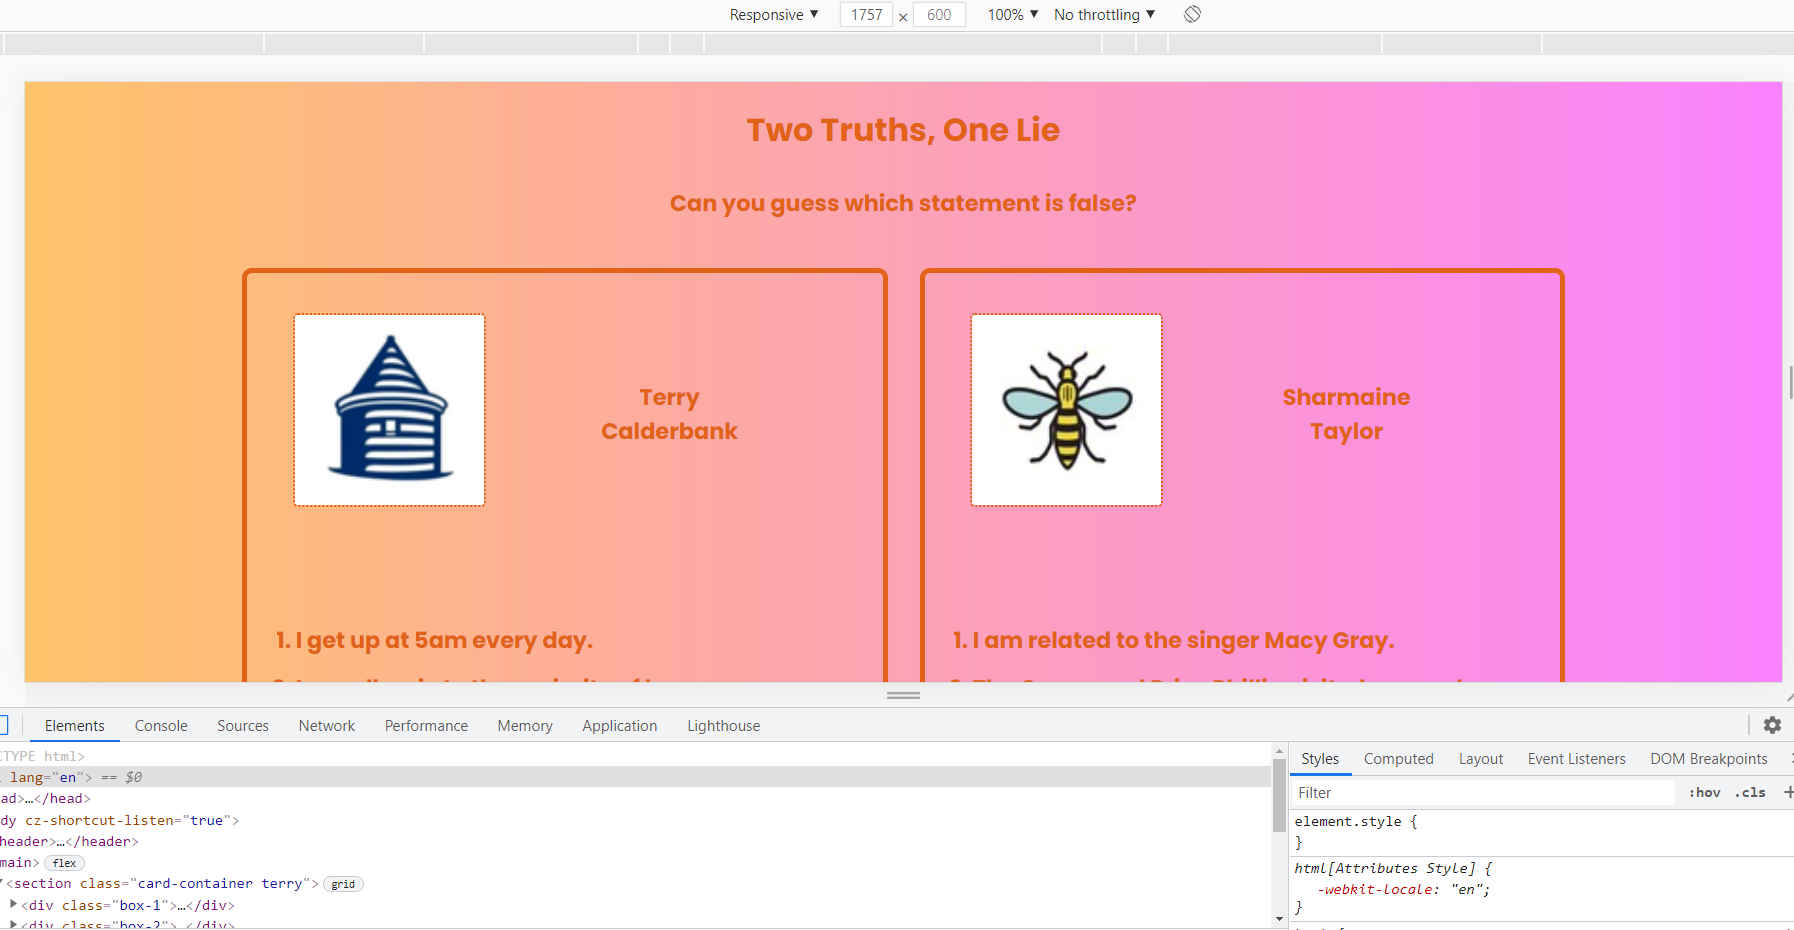 Responsive ▼ 1757 × 600 100% ▼ No throttling ▼
Two Truths, One Lie
Can you guess which statement is false?
Terry
Calderbank
Sharmaine
Taylor
1. I get up at 5am every day.
1. I am related to the singer Macy Gray.
Elements Console Sources Network Performance Memory Application Lighthouse
CTYPE html>
lang="en"> == $0
ad>…</head>
dy cz-shortcut-listen="true">
header>…</header>
main> flex
<section class="card-container terry"> grid
<div class="box-1">…</div>
<div class="box-2"> </div>
Styles Computed Layout Event Listeners DOM Breakpoints
Filter :hov .cls +
element.style {
}
html[Attributes Style] {
-webkit-locale: "en";
}